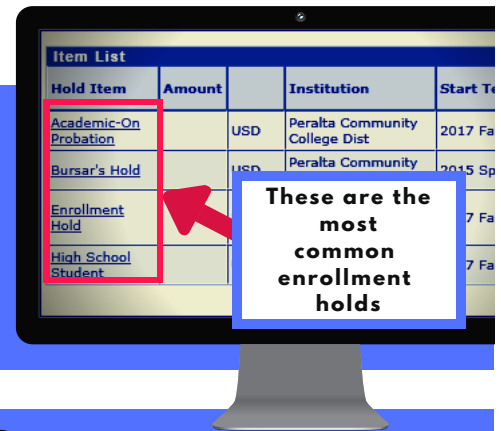 Item List
Hold Item Amount Institution Start Te
Academic-On
Probation
USD
Peralta Community
College Dist
2017 Fa
Bursar's Hold
USD
Peralta Community
2015 Sp
Enrollment
Hold
7 Fa
High School
Student
7 Fa
These are the
most
common
enrollment
holds